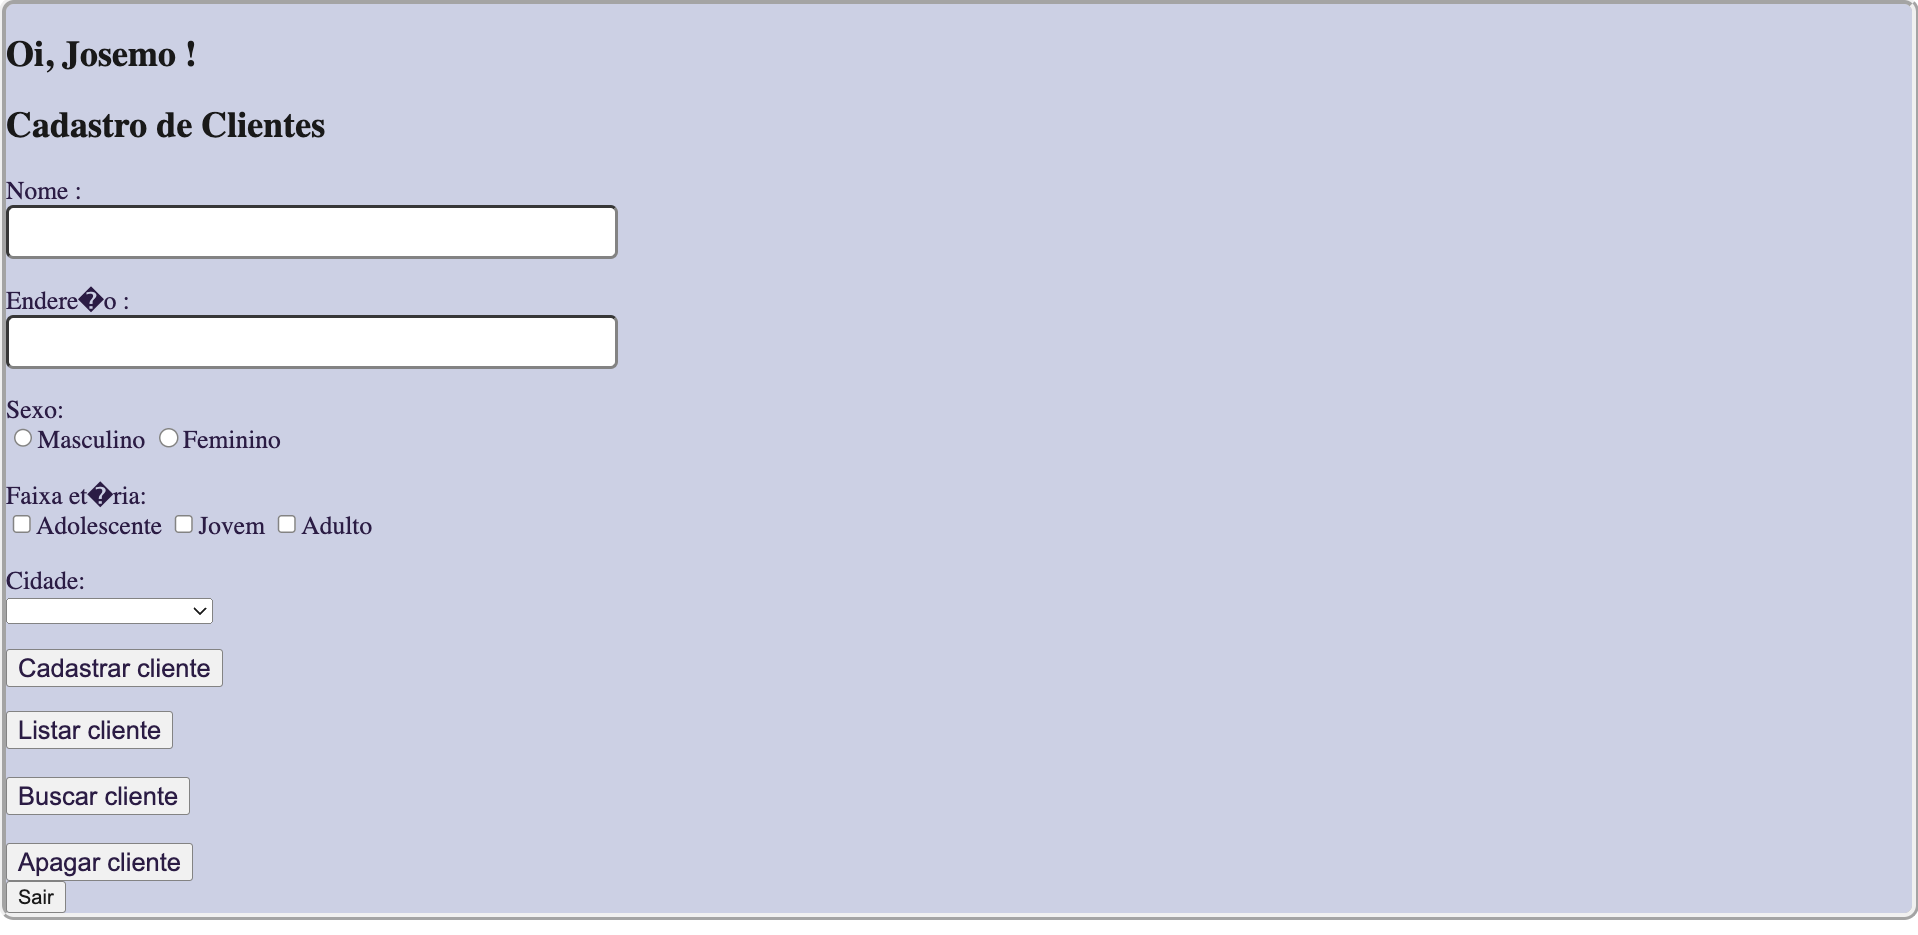 Oi, Josemo !
Cadastro de Clientes
Nome :
Endere�o :
Sexo:
Masculino Feminino
Faixa et�ria:
Adolescente Jovem Adulto
Cidade:
Cadastrar cliente
Listar cliente
Buscar cliente
Apagar cliente
Sair